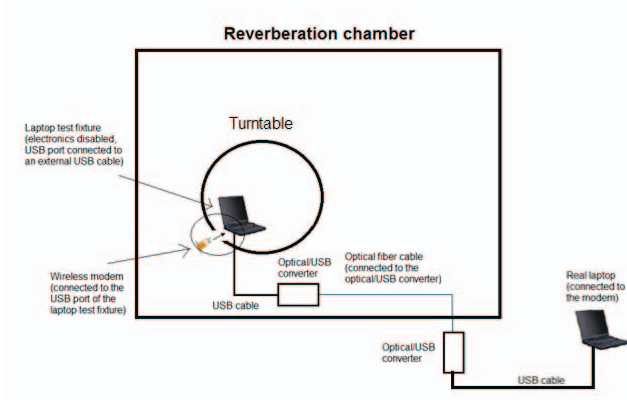 Reverberation chamber
Laptop test fixture
(electronics disabled,
USB port connected to
an external USB cable)
Turntable
Wireless modem
(connected to the
USB port of the
laptop test fixture)
Optical/USB
converter
Optical fiber cable
(connected to the
optical/USB converter)
USB cable
Real laptop
(connected to
the modem)
Optical/USB
converter
USB cable